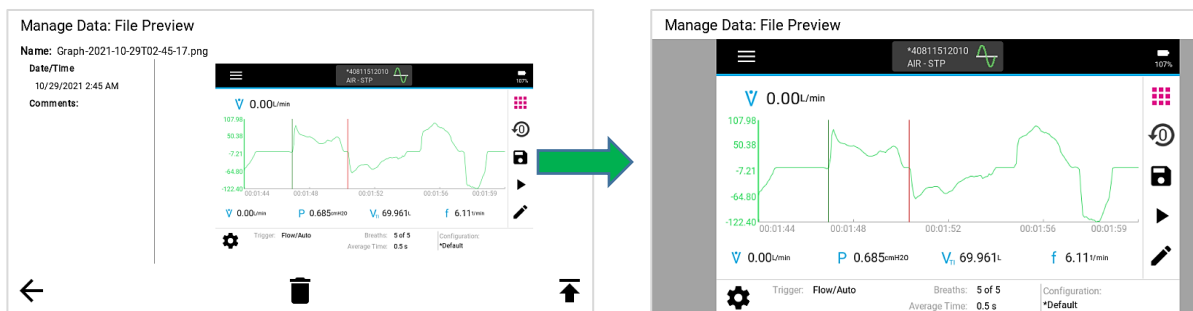 Manage Data: File Preview
Name: Graph-2021-10-29T02-45-17.png
Date/Time
10/29/2021 2:45 AM
Comments:
*40811512010
AIR - STP
107%
V̇ 0.00L/min
107.98
50.38
-7.21
-64.80
-122.40
00:01:44 00:01:48 00:01:52 00:01:56 00:01:59
0
V̇ 0.00L/min P 0.685cmH2O VTI 69.961L f 6.111/min
Trigger: Flow/Auto Breaths: 5 of 5 Configuration:
Average Time: 0.5 s *Default
Manage Data: File Preview
*40811512010
AIR - STP
107%
V̇ 0.00L/min
107.98
50.38
-7.21
-64.80
-122.40
00:01:44 00:01:48 00:01:52 00:01:56 00:01:59
0
V̇ 0.00L/min P 0.685cmH2O VTI 69.961L f 6.111/min
Trigger: Flow/Auto Breaths: 5 of 5 Configuration:
Average Time: 0.5 s *Default